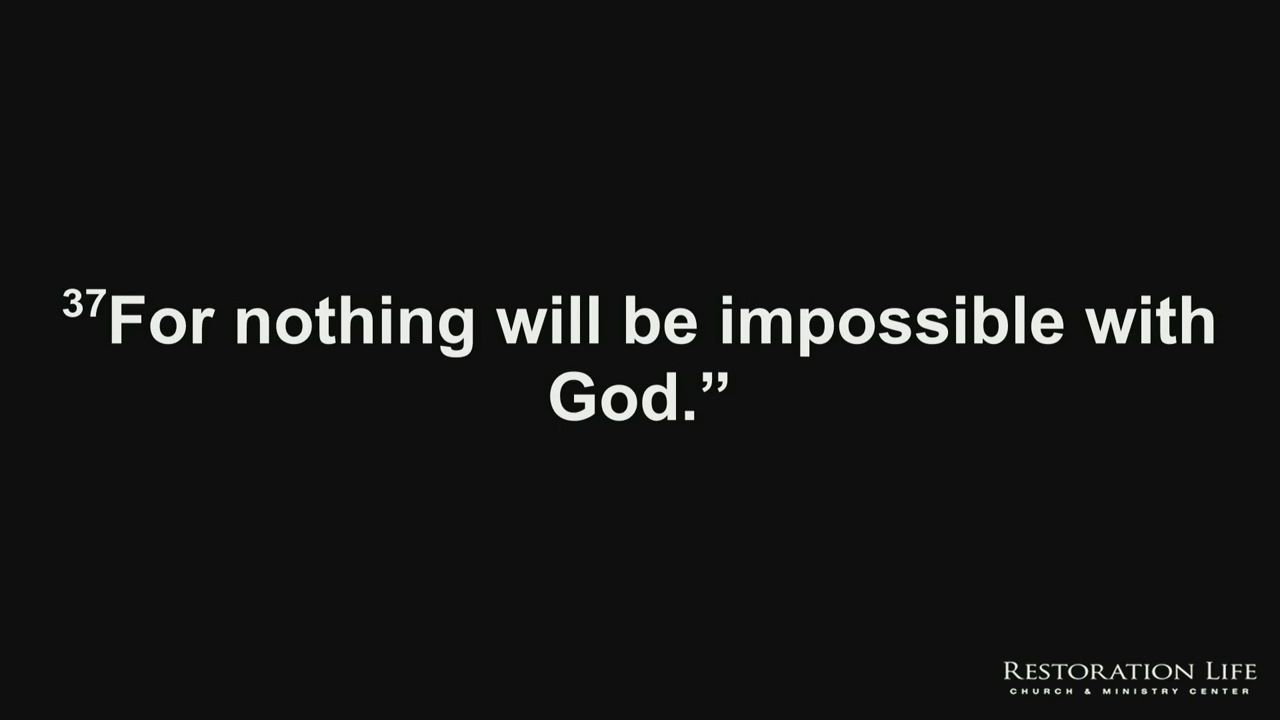 ³⁷For nothing will be impossible with
God.”
RESTORATION LIFE
CHURCH & MINISTRY CENTER